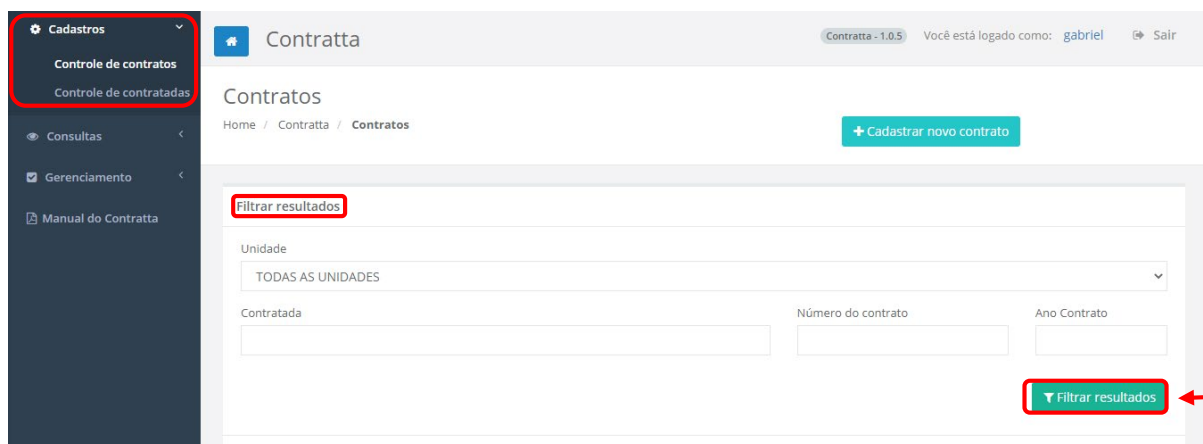 Cadastros
Controle de contratos
Controle de contratadas
Consultas
Gerenciamento
Manual do Contratta
Contratta
Contratta - 1.0.5 Você está logado como: gabriel Sair
Contratos
Home / Contratta / Contratos
+ Cadastrar novo contrato
Filtrar resultados
Unidade
TODAS AS UNIDADES
Contratada Número do contrato Ano Contrato
Filtrar resultados